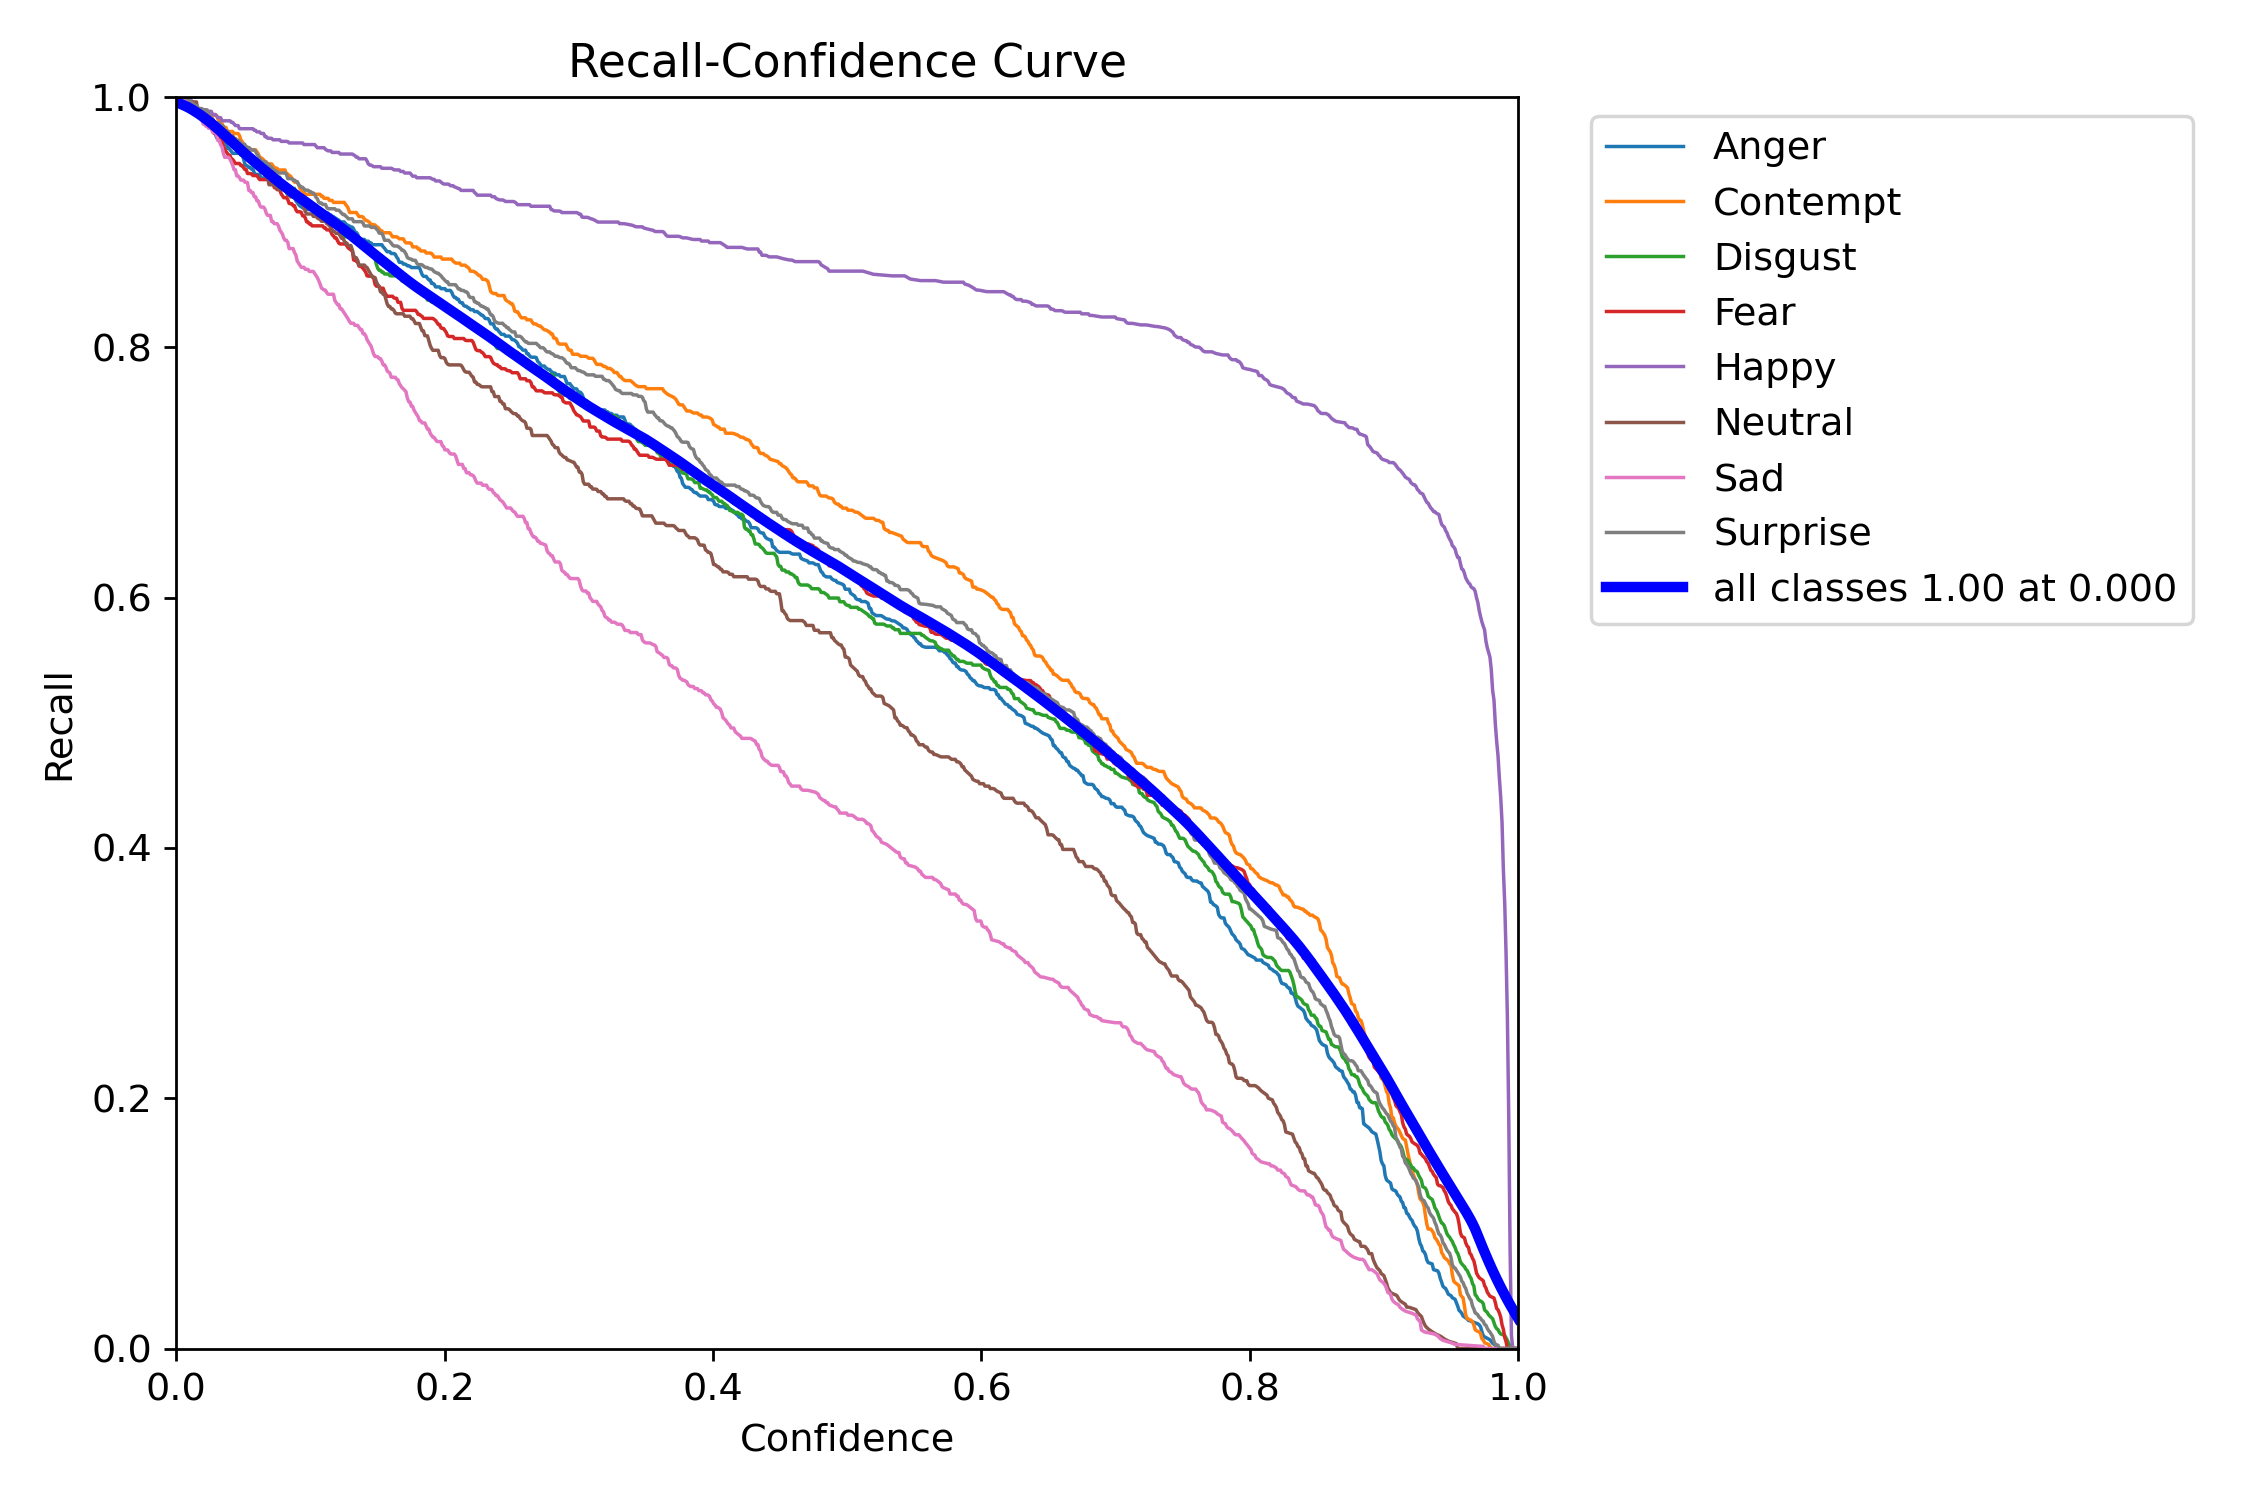 Recall-Confidence Curve
1.0
0.8
0.6
0.4
0.2
0.0
Recall
0.0 0.2 0.4 0.6 0.8 1.0
Confidence
Anger
Contempt
Disgust
Fear
Happy
Neutral
Sad
Surprise
all classes 1.00 at 0.000